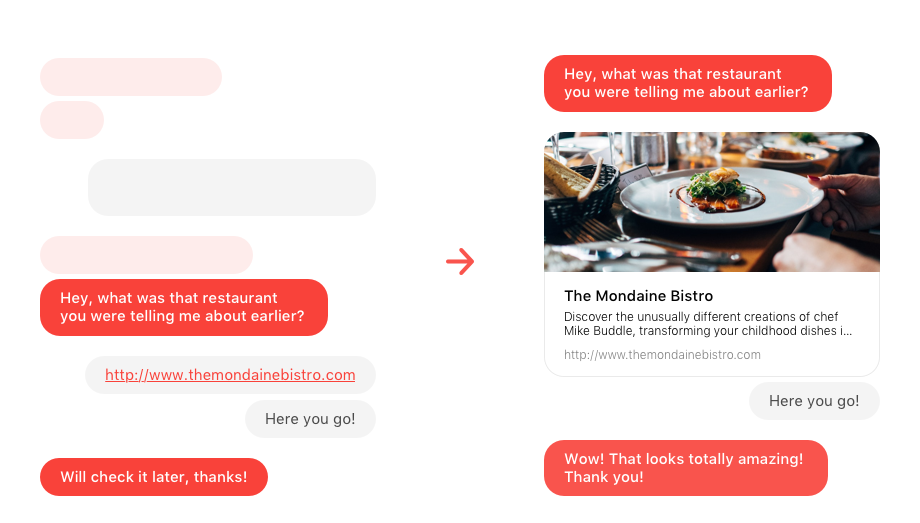 Hey, what was that restaurant
you were telling me about earlier?
http://www.themondainebistro.com
Here you go!
Will check it later, thanks!
Hey, what was that restaurant
you were telling me about earlier?
The Mondaine Bistro
Discover the unusually different creations of chef
Mike Buddle, transforming your childhood dishes i...
http://www.themondainebistro.com
Here you go!
Wow! That looks totally amazing!
Thank you!